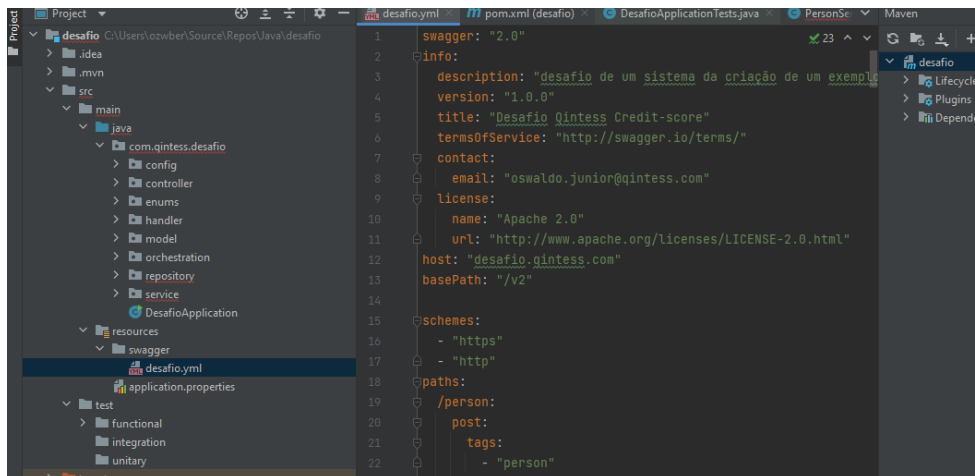 Project
Project
desafio C:\Users\ozwber\Source\Repos\Java\desafio
.idea
.mvn
src
main
java
com.qintess.desafio
config
controller
enums
handler
model
orchestration
repository
service
DesafioApplication
resources
swagger
desafio.yml
application.properties
test
functional
integration
unitary
desafio.yml
pom.xml (desafio)
DesafioApplicationTests.java
PersonSe
23
1 swagger: "2.0"
2 info:
3 description: "desafio de um sistema da criação de um exemplo
4 version: "1.0.0"
5 title: "Desafio Qintess Credit-score"
6 termsOfService: "http://swagger.io/terms/"
7 contact:
8 email: "oswaldo.junior@qintess.com"
9 license:
10 name: "Apache 2.0"
11 url: "http://www.apache.org/licenses/LICENSE-2.0.html"
12 host: "desafio.qintess.com"
13 basePath: "/v2"
14
15 schemes:
16 - "https"
17 - "http"
18 paths:
19 /person:
20 post:
21 tags:
22 - "person"
Maven
desafio
Lifecycle
Plugins
Depende